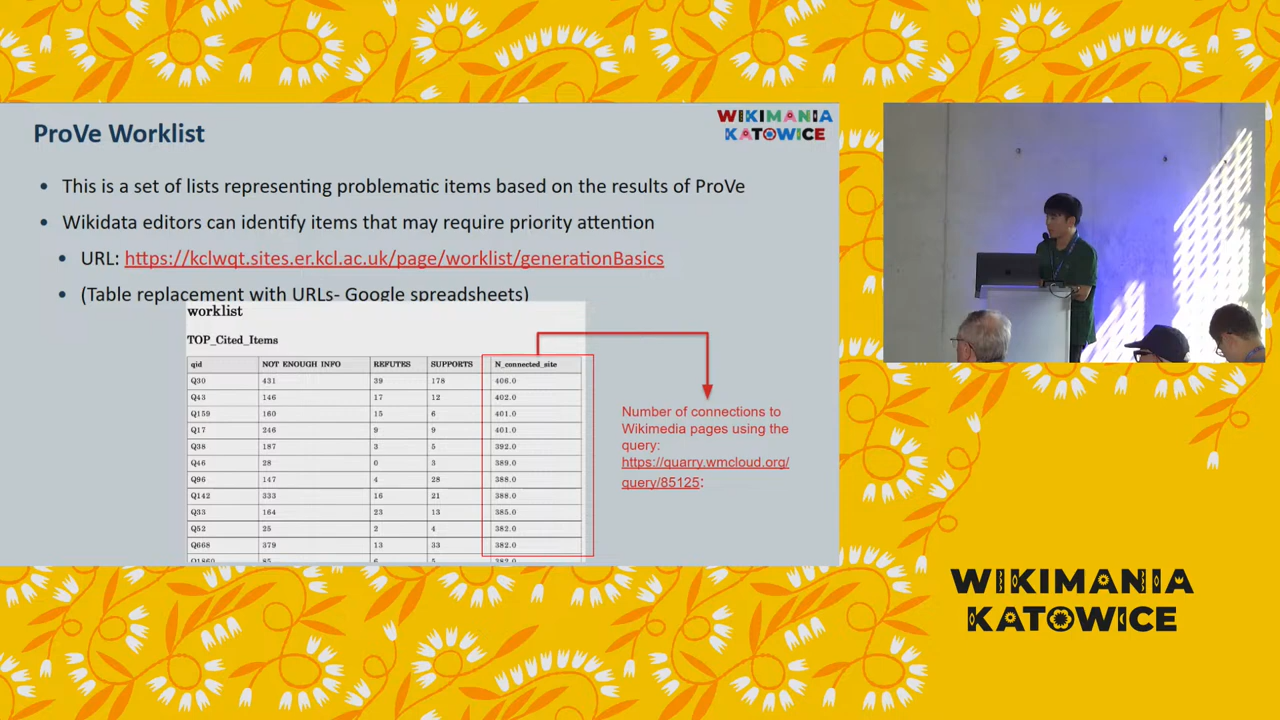 ProVe Worklist
WIKIMANIA
KATOWICE
• This is a set of lists representing problematic items based on the results of ProVe
• Wikidata editors can identify items that may require priority attention
• URL: https://kclwqt.sites.er.kcl.ac.uk/page/worklist/generationBasics
• (Table replacement with URLs- Google spreadsheets)
worklist
TOP_Cited_Items
qid NOT ENOUGH INFO REFUTES SUPPORTS N_connected_site
Q30 431 39 178 406.0
Q43 146 17 12 402.0
Q159 160 15 6 401.0
Q17 246 9 9 401.0
Q38 187 3 5 392.0
Q46 28 0 3 389.0
Q96 147 4 28 388.0
Q142 333 16 21 388.0
Q33 164 23 13 385.0
Q52 25 2 4 382.0
Q668 379 13 33 382.0
Q1860 85 6 5 382.0
Number of connections to
Wikimedia pages using the
query:
https://quarry.wmcloud.org/
query/85125:
WIKIMANIA
KATOWICE